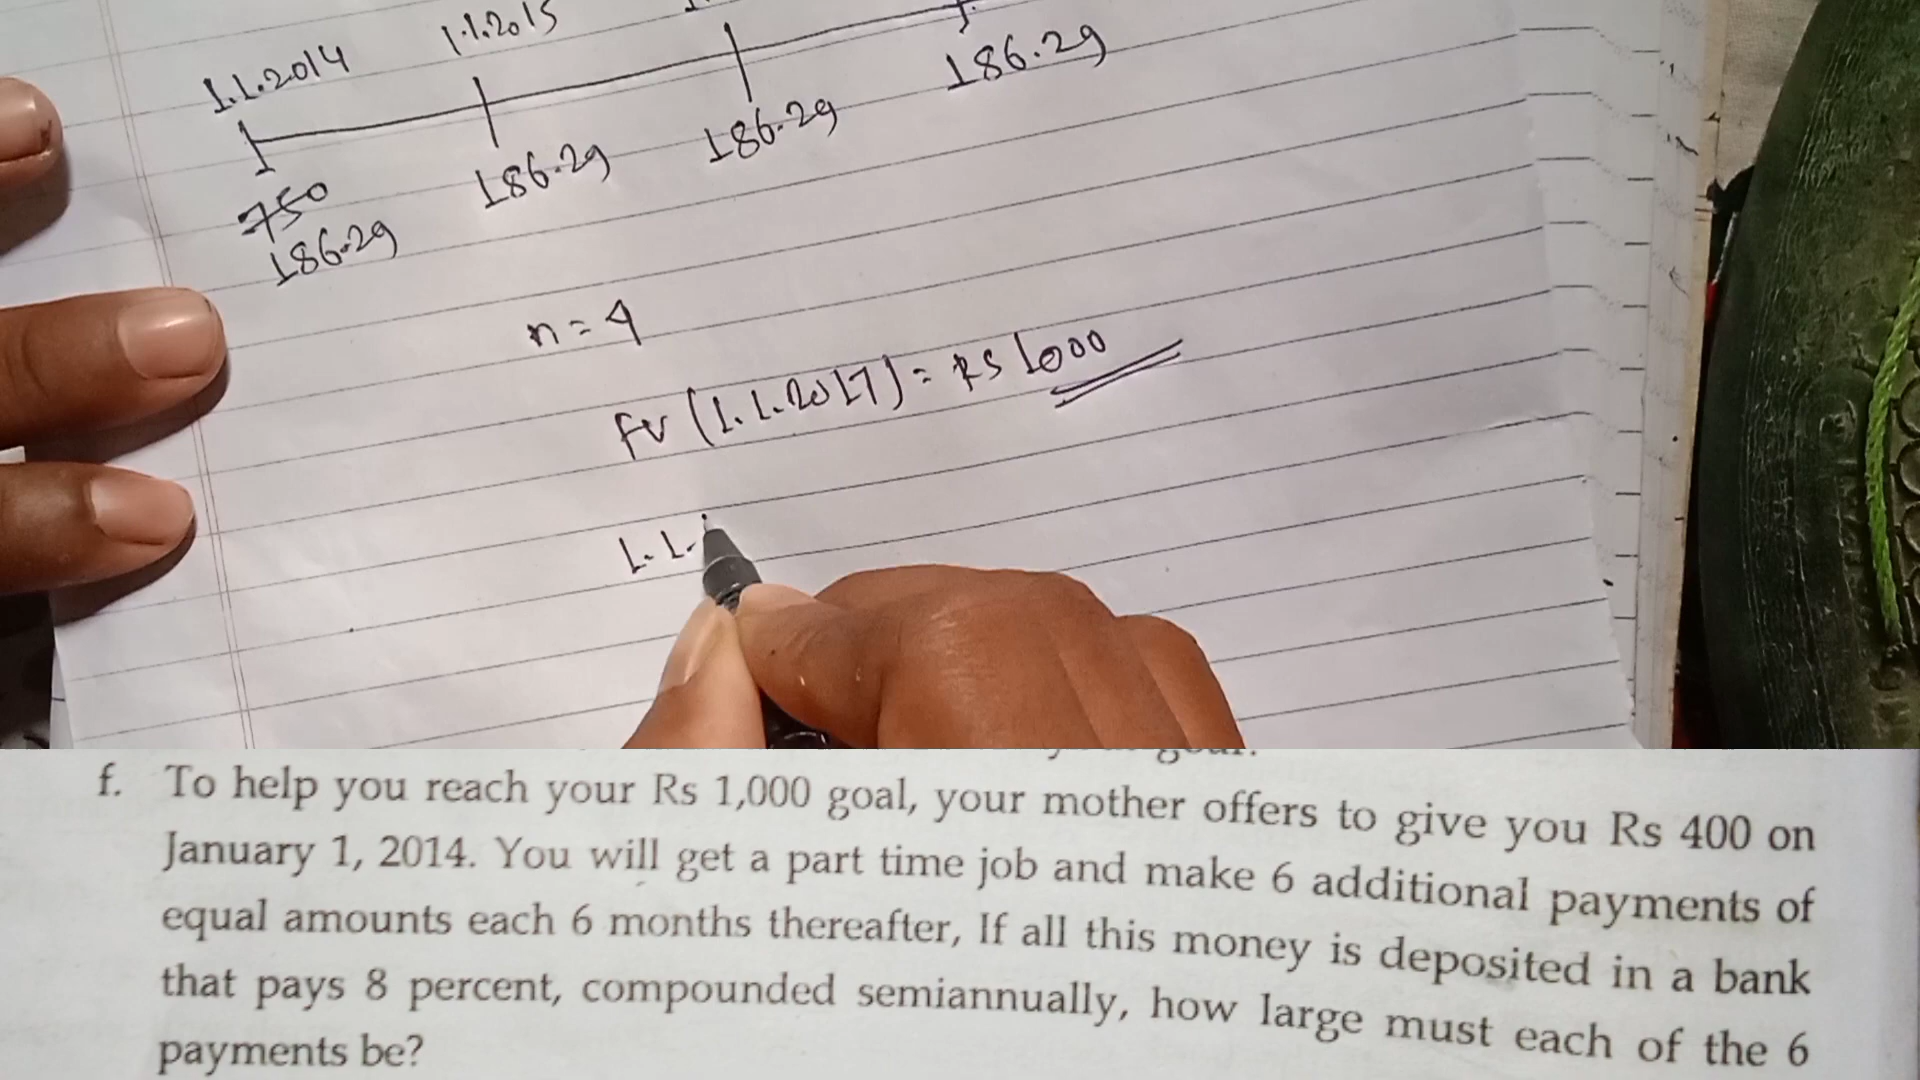 1.1.2014
1.1.2015
186.29
186.29
186.29
750
186.29
n = 4
FV (1.1.2017) = RS 1000
1.1.
f. To help you reach your Rs 1,000 goal, your mother offers to give you Rs 400 on
January 1, 2014. You will get a part time job and make 6 additional payments of
equal amounts each 6 months thereafter, If all this money is deposited in a bank
that pays 8 percent, compounded semiannually, how large must each of the 6
payments be?